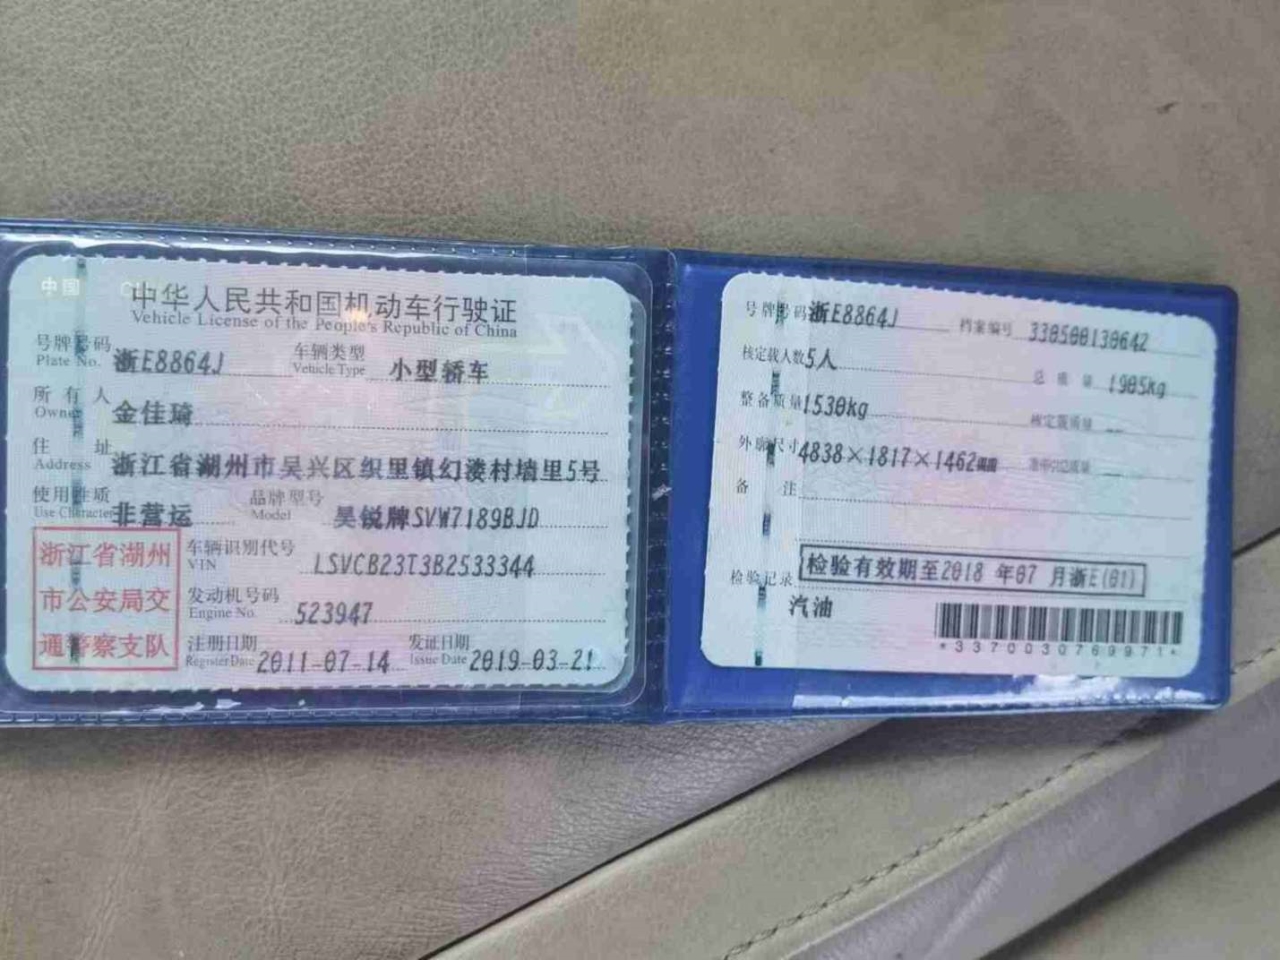 中国
中华人民共和国机动车行驶证
Vehicle License of the People's Republic of China
号牌号码 浙E8864J 车辆类型 小型轿车
Plate No. Vehicle Type
所有人 金佳琦
Owner
住址 浙江省湖州市吴兴区织里镇幻溇村墙里5号
Address
使用性质 非营运 品牌型号 昊锐牌SVW7189BJD
Use Character Model
浙江省湖州
市公安局交
通警察支队
车辆识别代号 LSVCB23T3B2533344
VIN
发动机号码 523947
Engine No.
注册日期 2011-07-14 发证日期 2019-03-21
Register Date Issue Date
号牌号码 浙E8864J 档案编号 330500130642
核定载人数 5人 总质量 1905kg
整备质量 1530kg 核定载质量 --
外廓尺寸 4838×1817×1462 准牵引总质量
备注
检验记录 检验有效期至2018年07月浙E(01)
汽油
*3370030769971*